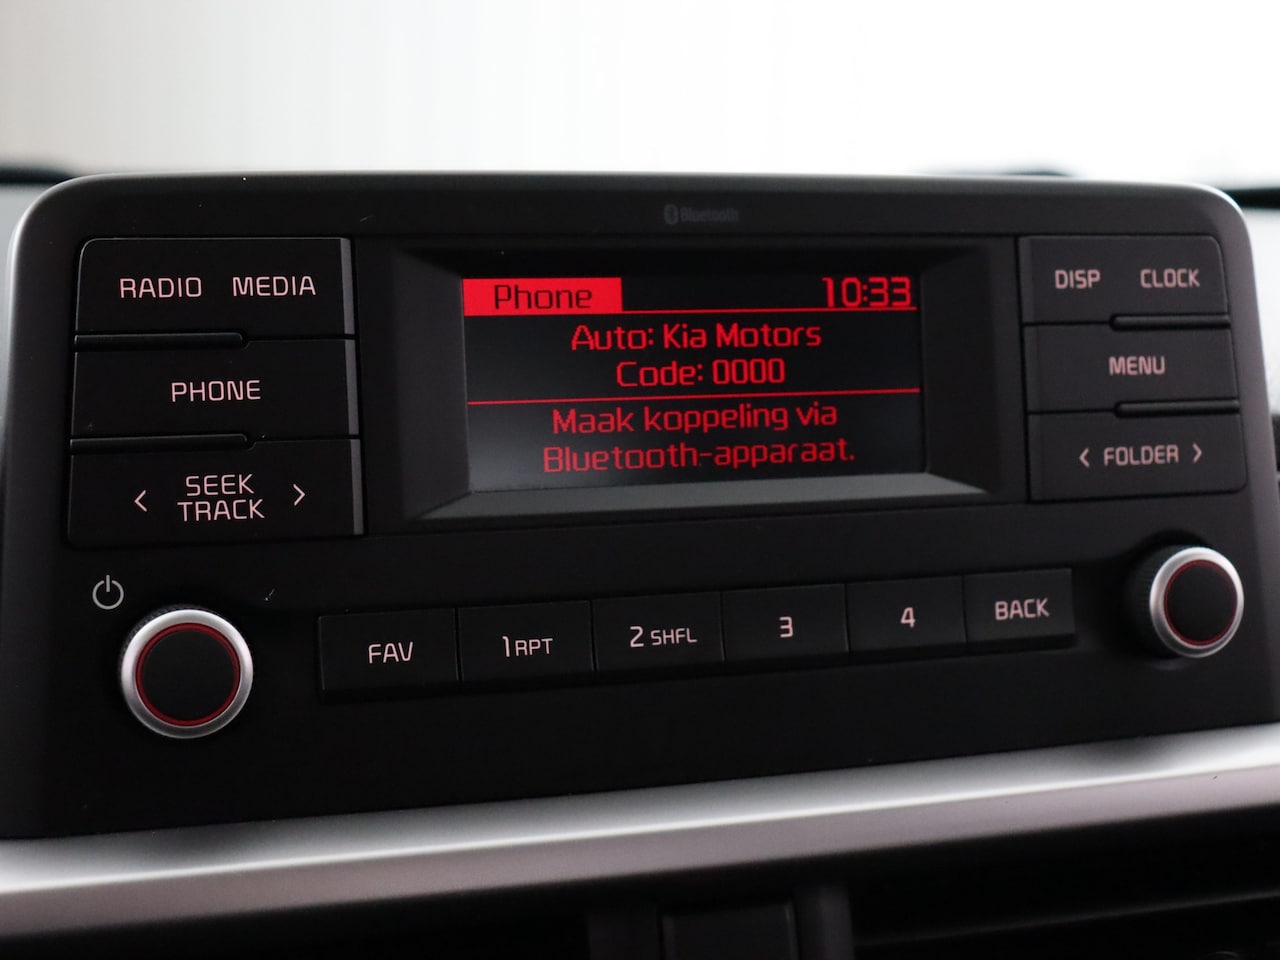 Bluetooth
RADIO MEDIA
PHONE
< SEEK TRACK >
Phone 10:33
Auto: Kia Motors
Code: 0000
Maak koppeling via
Bluetooth-apparaat.
DISP CLOCK
MENU
< FOLDER >
FAV 1 RPT 2 SHFL 3 4 BACK